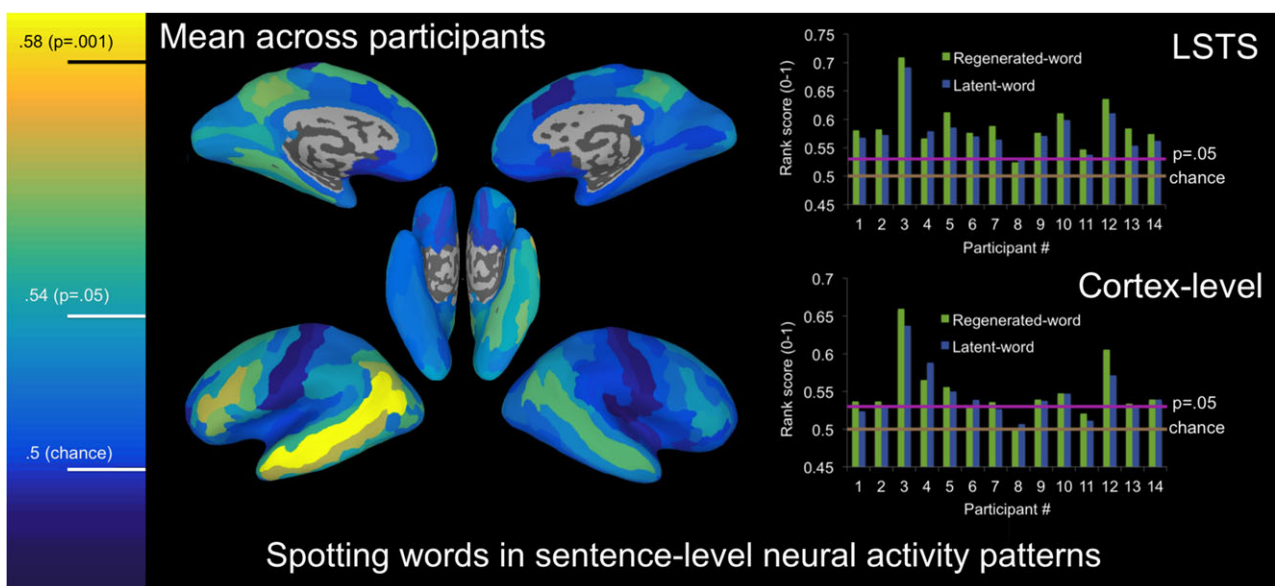 .58 (p=.001)
.54 (p=.05)
.5 (chance)
Mean across participants
LSTS
0.75
0.7
0.65
0.6
0.55
0.5
0.45
Rank score (0-1)
Regenerated-word
Latent-word
p=.05
chance
1 2 3 4 5 6 7 8 9 10 11 12 13 14
Participant #
Cortex-level
0.7
0.65
0.6
0.55
0.5
0.45
Rank score (0-1)
Regenerated-word
Latent-word
p=.05
chance
1 2 3 4 5 6 7 8 9 10 11 12 13 14
Participant #
Spotting words in sentence-level neural activity patterns